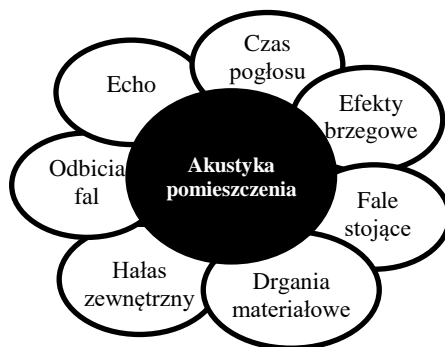 Czas
pogłosu
Echo
Efekty
brzegowe
Odbicia
fal
Akustyka
pomieszczenia
Fale
stojące
Hałas
zewnętrzny
Drgania
materiałowe